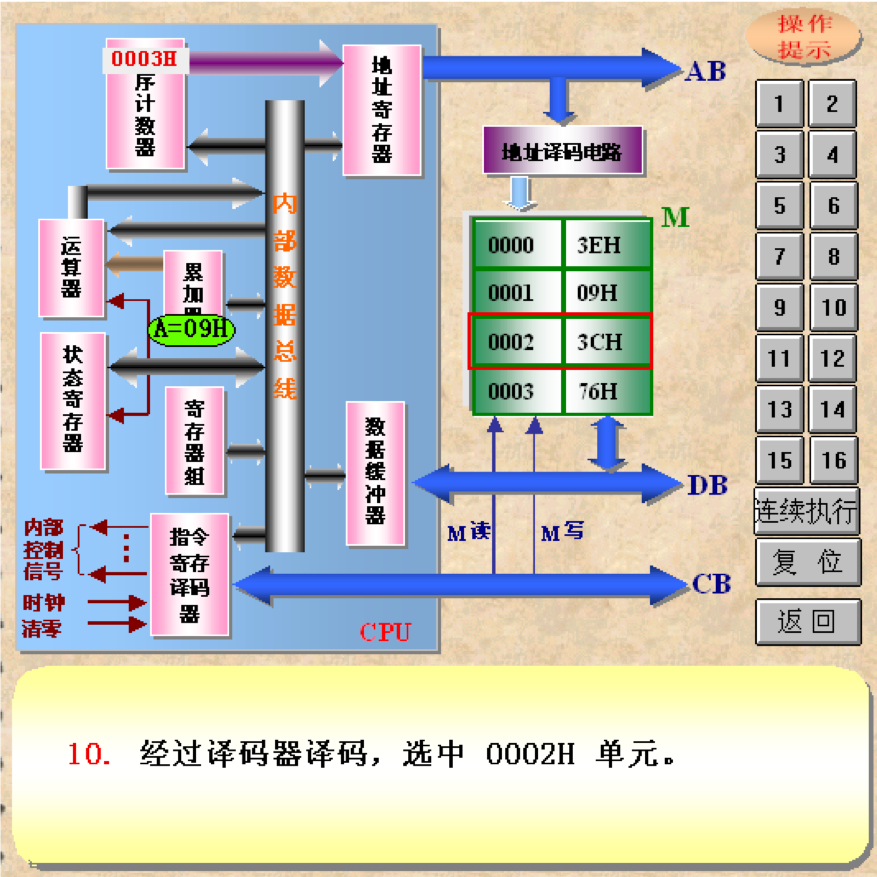 操作
提示
0003H
序计数器
地址寄存器
AB
1 2
3 4
5 6
7 8
9 10
11 12
13 14
15 16
连续执行
复 位
返回
地址译码电路
M
0000 3EH
0001 09H
0002 3CH
0003 76H
内部数据总线
运算器
累加
A=09H
状态寄存器
寄存器组
数据缓冲器
DB
M读
M写
内部
控制
信号
时钟
清零
指令
寄存
译码
器
CB
CPU
10. 经过译码器译码，选中 0002H 单元。